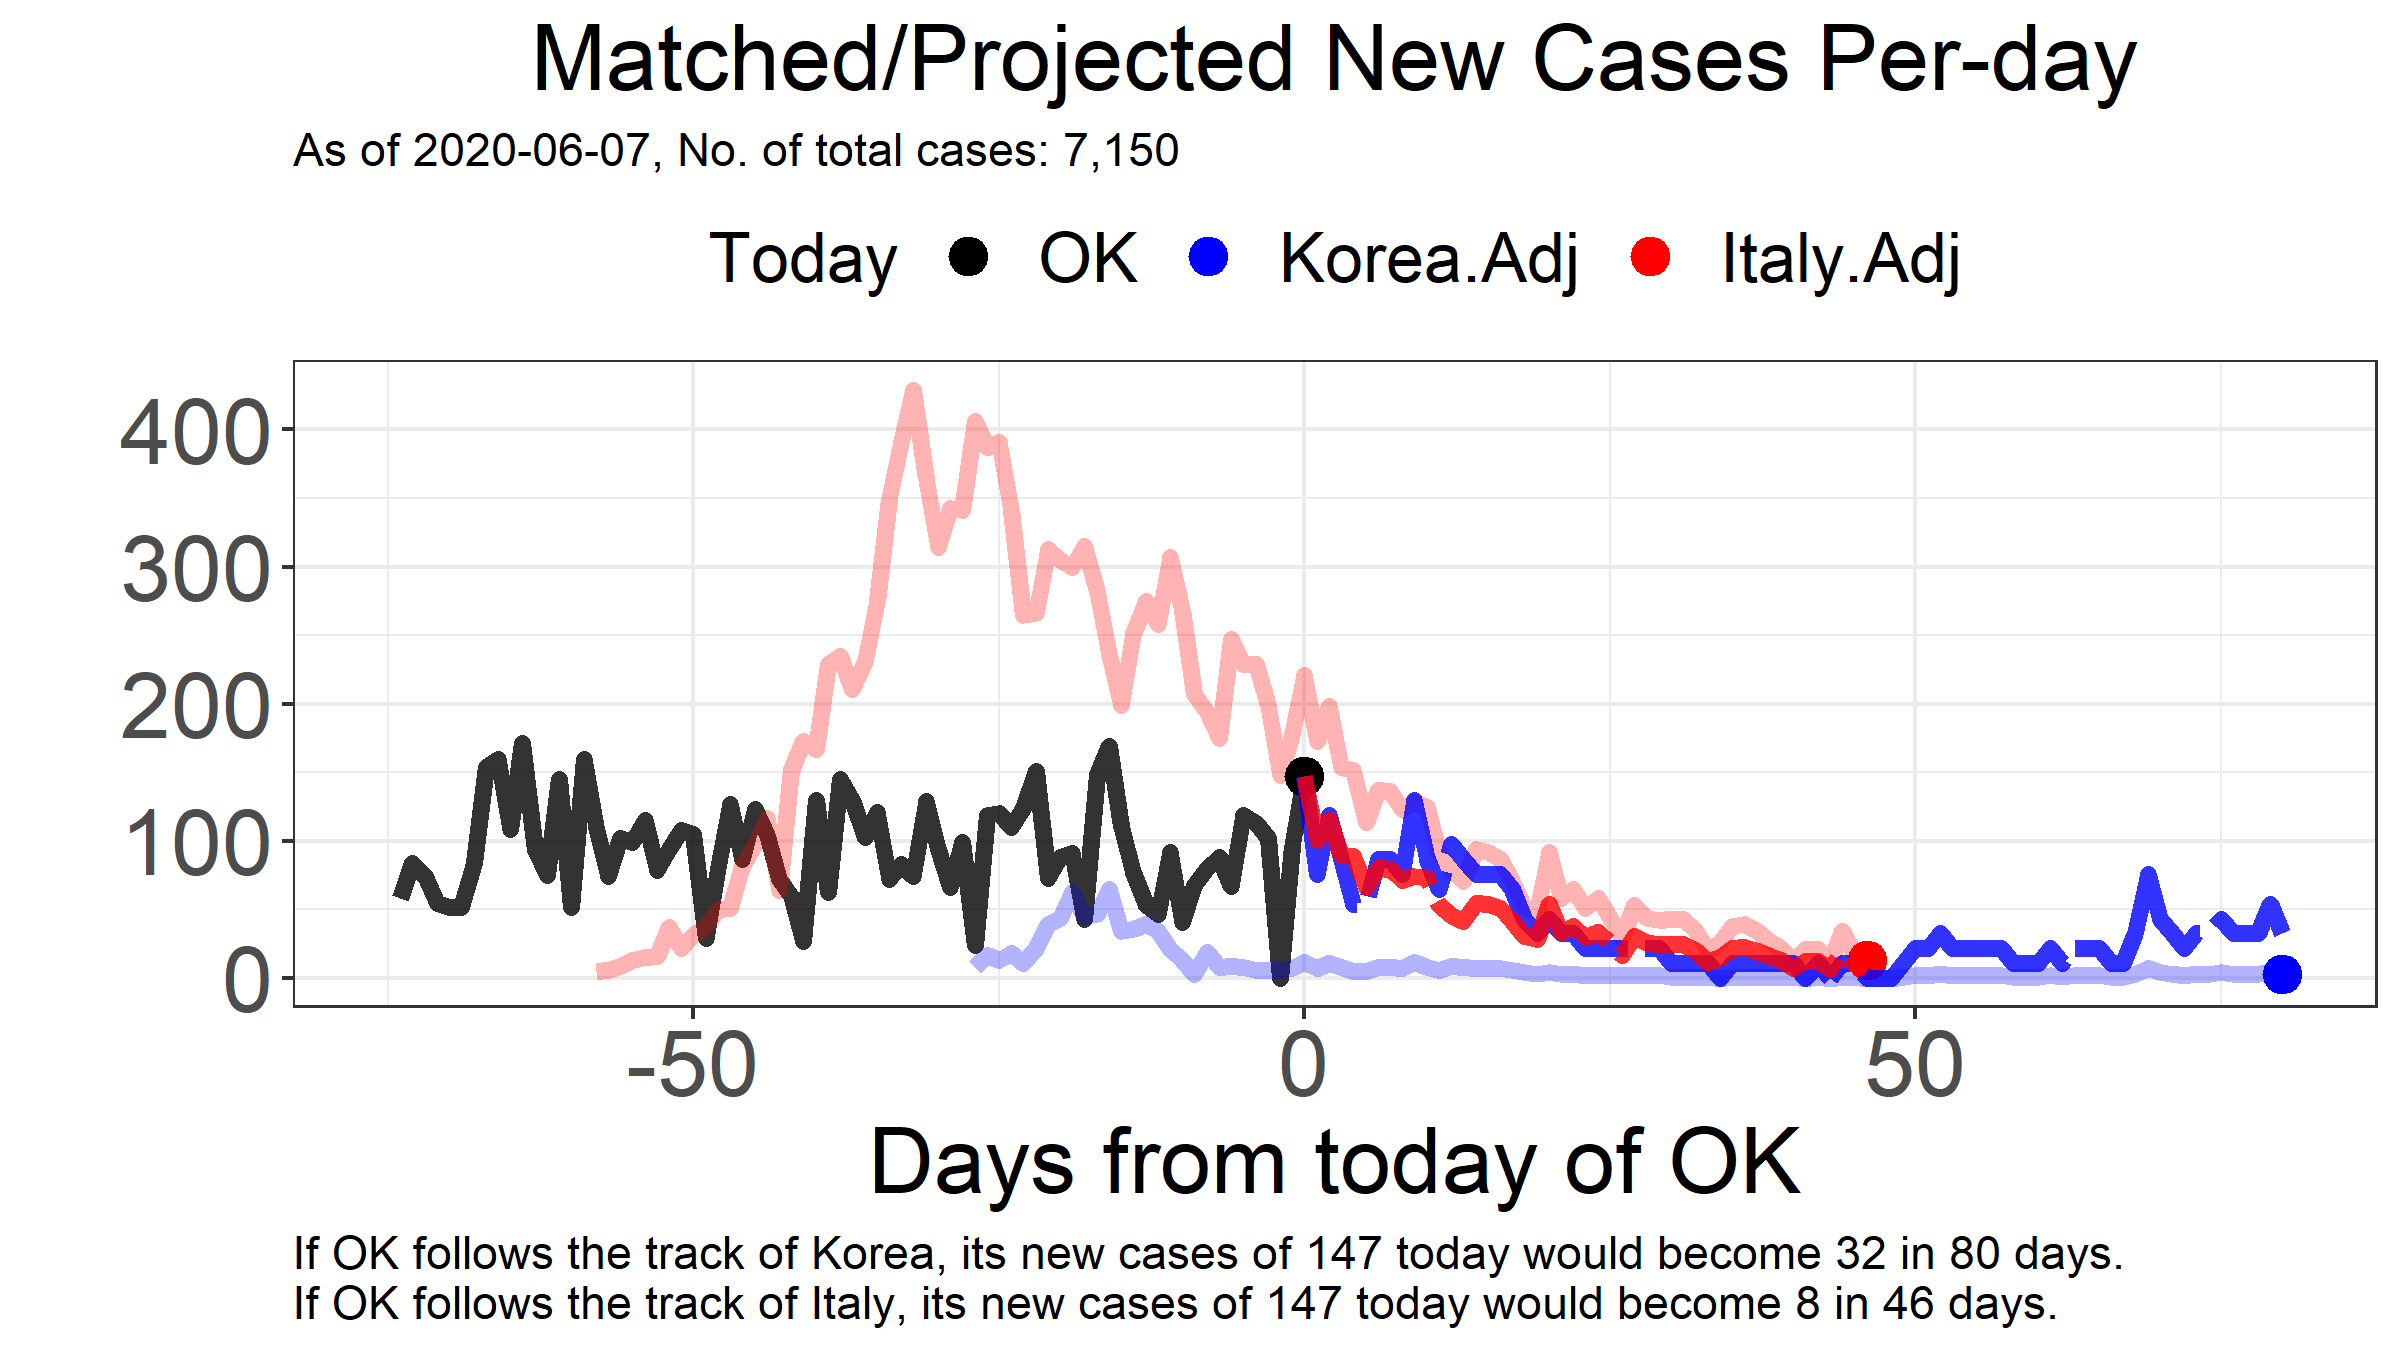 Matched/Projected New Cases Per-day
As of 2020-06-07, No. of total cases: 7,150
Today OK Korea.Adj Italy.Adj
400
300
200
100
0
-50 0 50
Days from today of OK
If OK follows the track of Korea, its new cases of 147 today would become 32 in 80 days.
If OK follows the track of Italy, its new cases of 147 today would become 8 in 46 days.